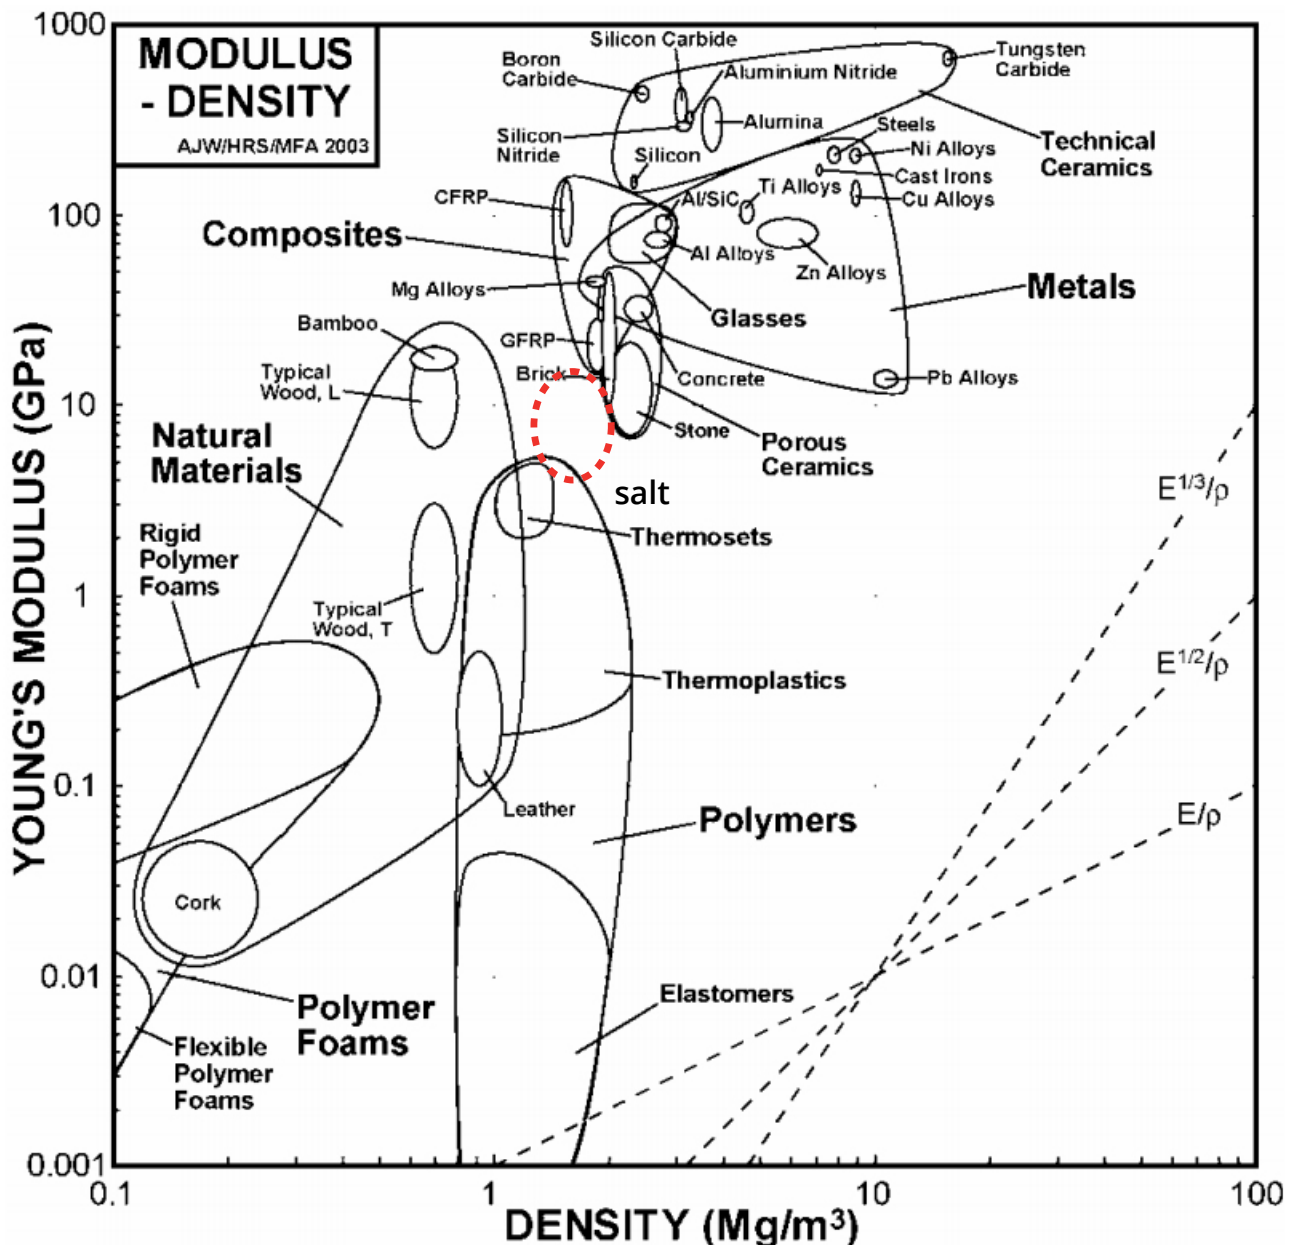 MODULUS
- DENSITY
AJW/HRS/MFA 2003
YOUNG'S MODULUS (GPa)
1000
100
10
1
0.1
0.01
0.001
Silicon Carbide
Boron
Carbide
Aluminium Nitride
Tungsten
Carbide
Silicon
Nitride
Alumina
Silicon
Steels
Ni Alloys
Technical
Ceramics
Cast Irons
Cu Alloys
CFRP
Al/SiC
Ti Alloys
Composites
Al Alloys
Zn Alloys
Metals
Mg Alloys
Glasses
Bamboo
GFRP
Typical
Wood, L
Brick
Concrete
Pb Alloys
Natural
Materials
Stone
Porous
Ceramics
salt
E1/3/ρ
Rigid
Polymer
Foams
Thermosets
Typical
Wood, T
E1/2/ρ
Thermoplastics
Leather
Polymers
E/ρ
Cork
Elastomers
Polymer
Foams
Flexible
Polymer
Foams
0.1
1
10
100
DENSITY (Mg/m³)